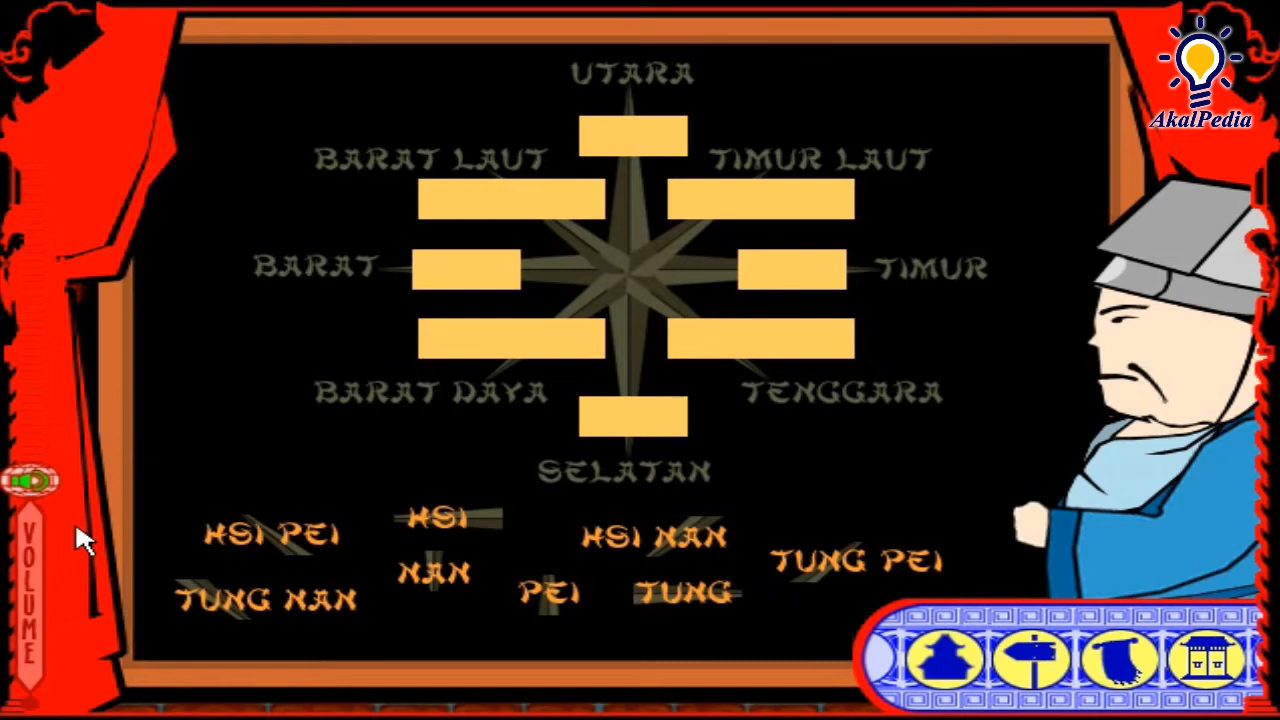 AkalPedia
UTARA
BARAT LAUT
TIMUR LAUT
BARAT
TIMUR
BARAT DAYA
TENGGARA
SELATAN
HSI PEI
HSI
HSI NAN
TUNG PEI
NAN
TUNG NAN
PEI
TUNG
VOLUME